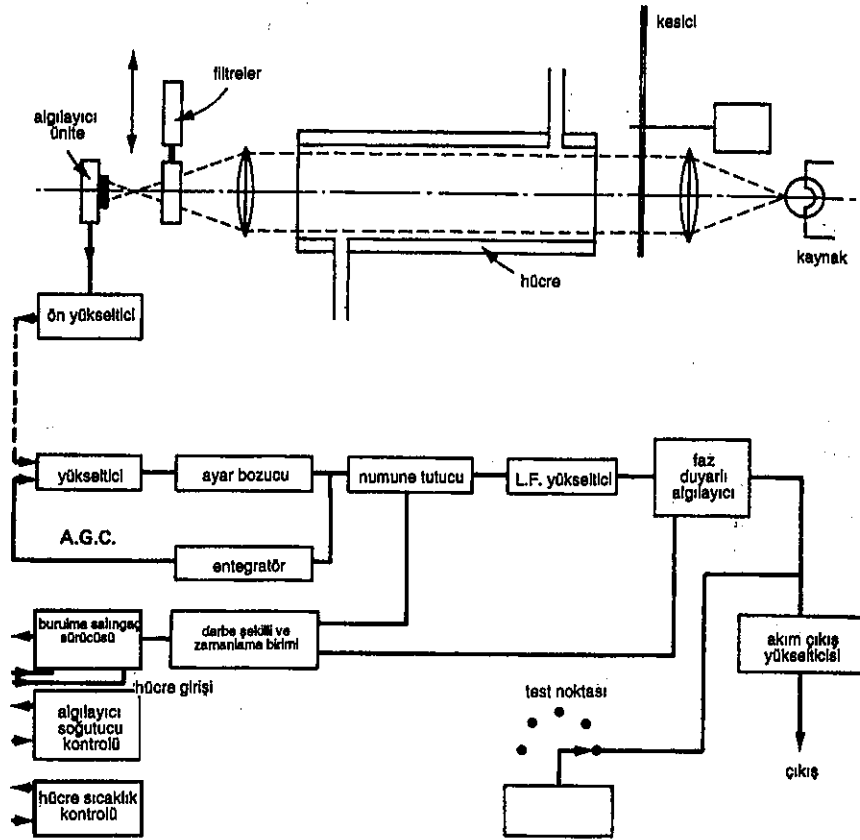 kesici
filtreler
algılayıcı
ünite
kaynak
hücre
ön yükseltici
yükseltici
ayar bozucu
numune tutucu
L.F. yükseltici
faz
duyarlı
algılayıcı
A.G.C.
entegratör
burulma salıngaç
sürücüsü
darbe şekilli ve
zamanlama birimi
akım çıkış
yükselticisi
hücre girişi
test noktası
algılayıcı
soğutucu
kontrolü
çıkış
hücre sıcaklık
kontrolü